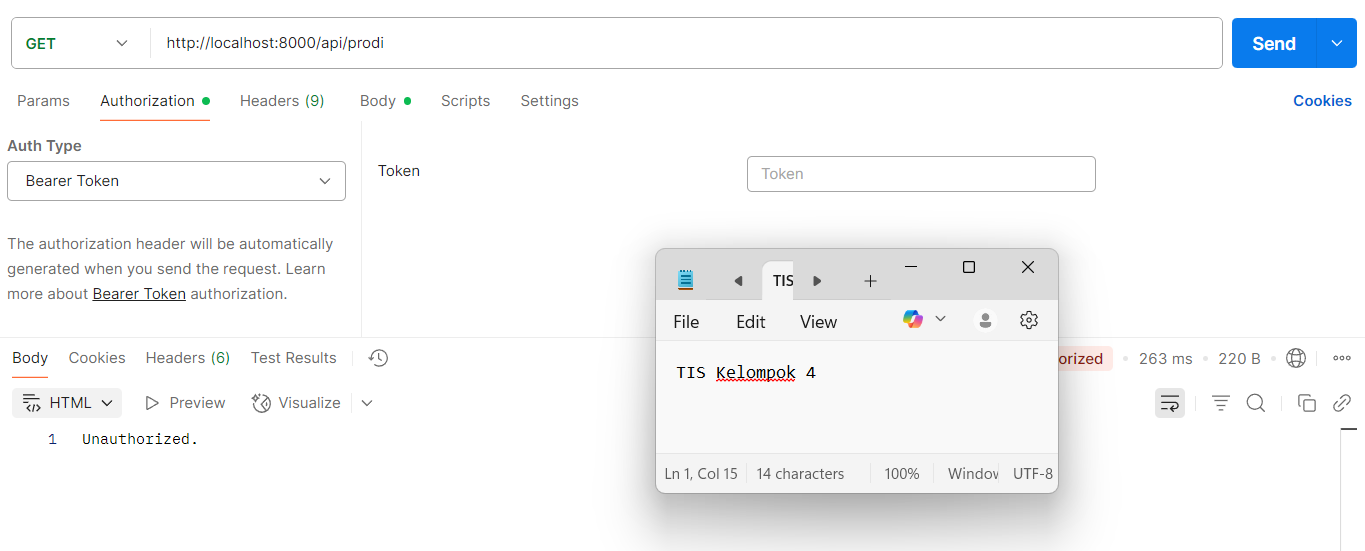 GET http://localhost:8000/api/prodi Send
Params Authorization Headers (9) Body Scripts Settings Cookies
Auth Type
Bearer Token
Token Token
The authorization header will be automatically
generated when you send the request. Learn
more about Bearer Token authorization.
TIS
File Edit View
TIS Kelompok 4
Ln 1, Col 15 14 characters 100% Window UTF-8
Body Cookies Headers (6) Test Results orized 263 ms 220 B
HTML Preview Visualize
1 Unauthorized.